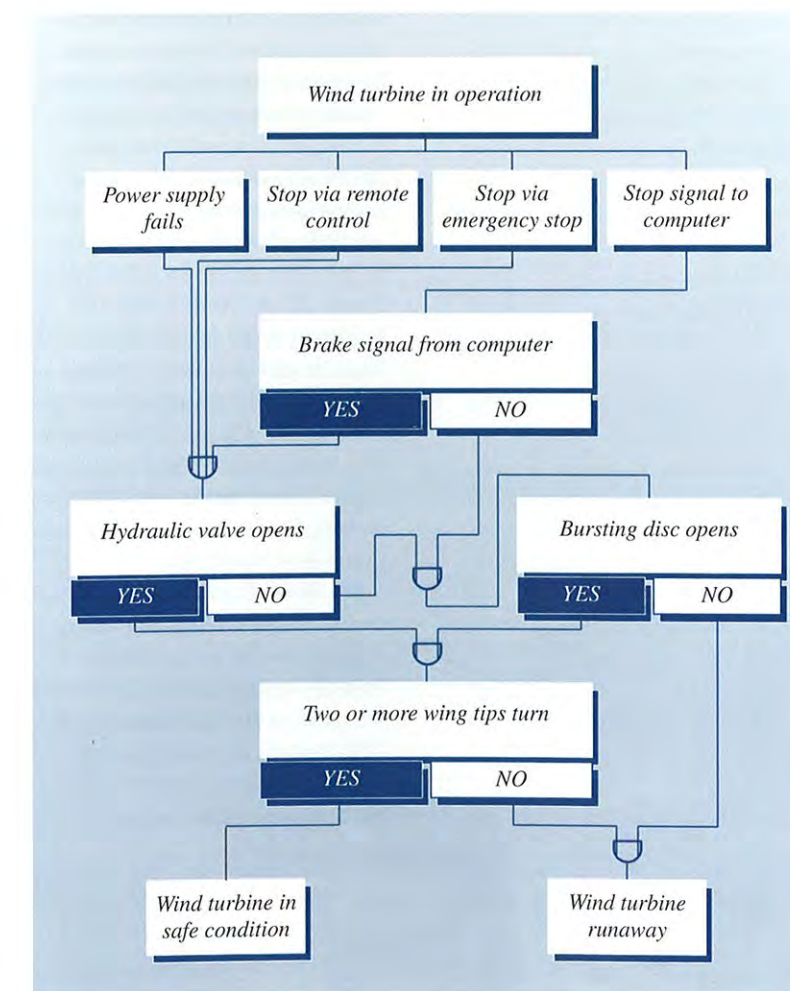 Wind turbine in operation
Power supply
fails
Stop via remote
control
Stop via
emergency stop
Stop signal to
computer
Brake signal from computer
YES
NO
Hydraulic valve opens
YES
NO
Bursting disc opens
YES
NO
Two or more wing tips turn
YES
NO
Wind turbine in
safe condition
Wind turbine
runaway